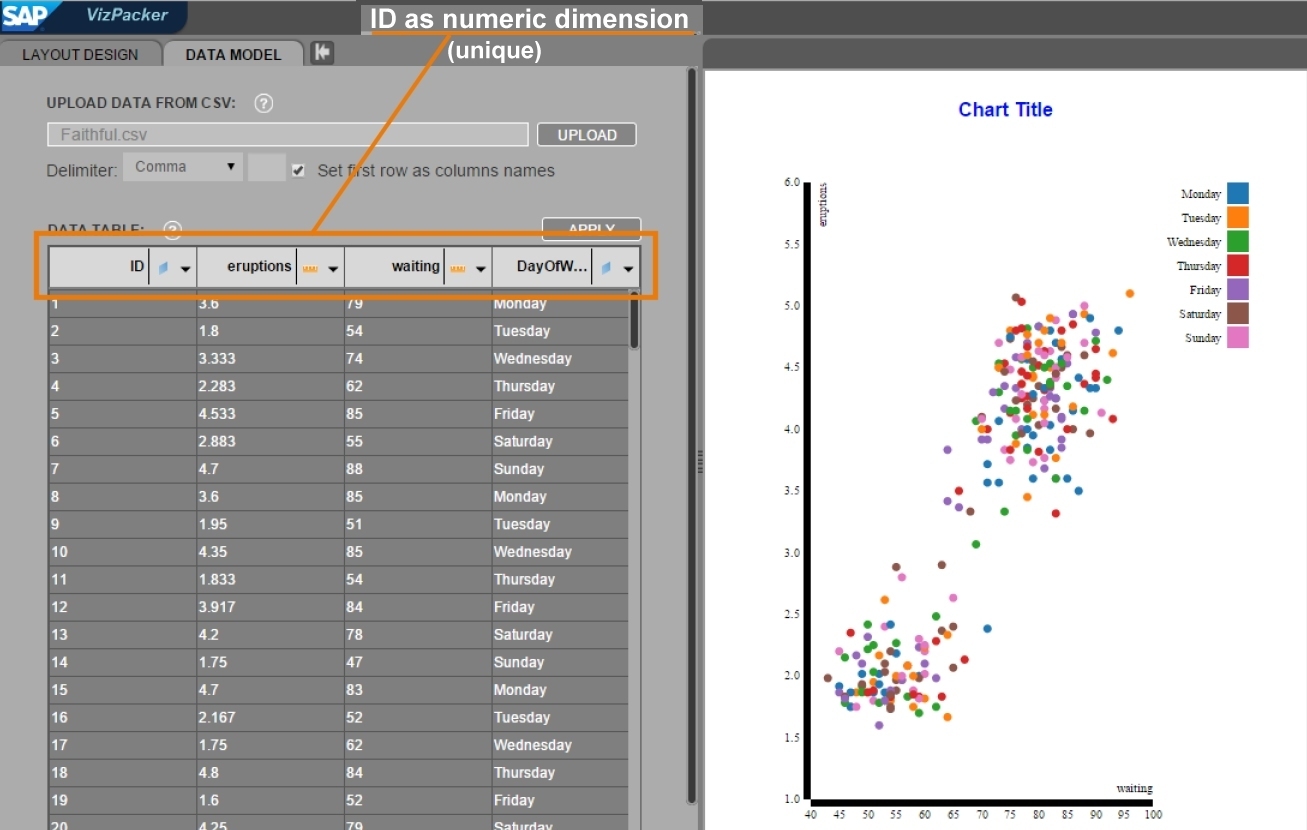 SAP VizPacker
ID as numeric dimension
(unique)
LAYOUT DESIGN DATA MODEL
UPLOAD DATA FROM CSV: ?
Faithful.csv UPLOAD
Delimiter: Comma Set first row as columns names
DATA TABLE: ? APPLY
ID eruptions waiting DayOfW...
1 3.6 79 Monday
2 1.8 54 Tuesday
3 3.333 74 Wednesday
4 2.283 62 Thursday
5 4.533 85 Friday
6 2.883 55 Saturday
7 4.7 88 Sunday
8 3.6 85 Monday
9 1.95 51 Tuesday
10 4.35 85 Wednesday
11 1.833 54 Thursday
12 3.917 84 Friday
13 4.2 78 Saturday
14 1.75 47 Sunday
15 4.7 83 Monday
16 2.167 52 Tuesday
17 1.75 62 Wednesday
18 4.8 84 Thursday
19 1.6 52 Friday
20 4.25 79 Saturday
Chart Title
eruptions
6.0
5.5
5.0
4.5
4.0
3.5
3.0
2.5
2.0
1.5
1.0
Monday
Tuesday
Wednesday
Thursday
Friday
Saturday
Sunday
waiting
40 45 50 55 60 65 70 75 80 85 90 95 100